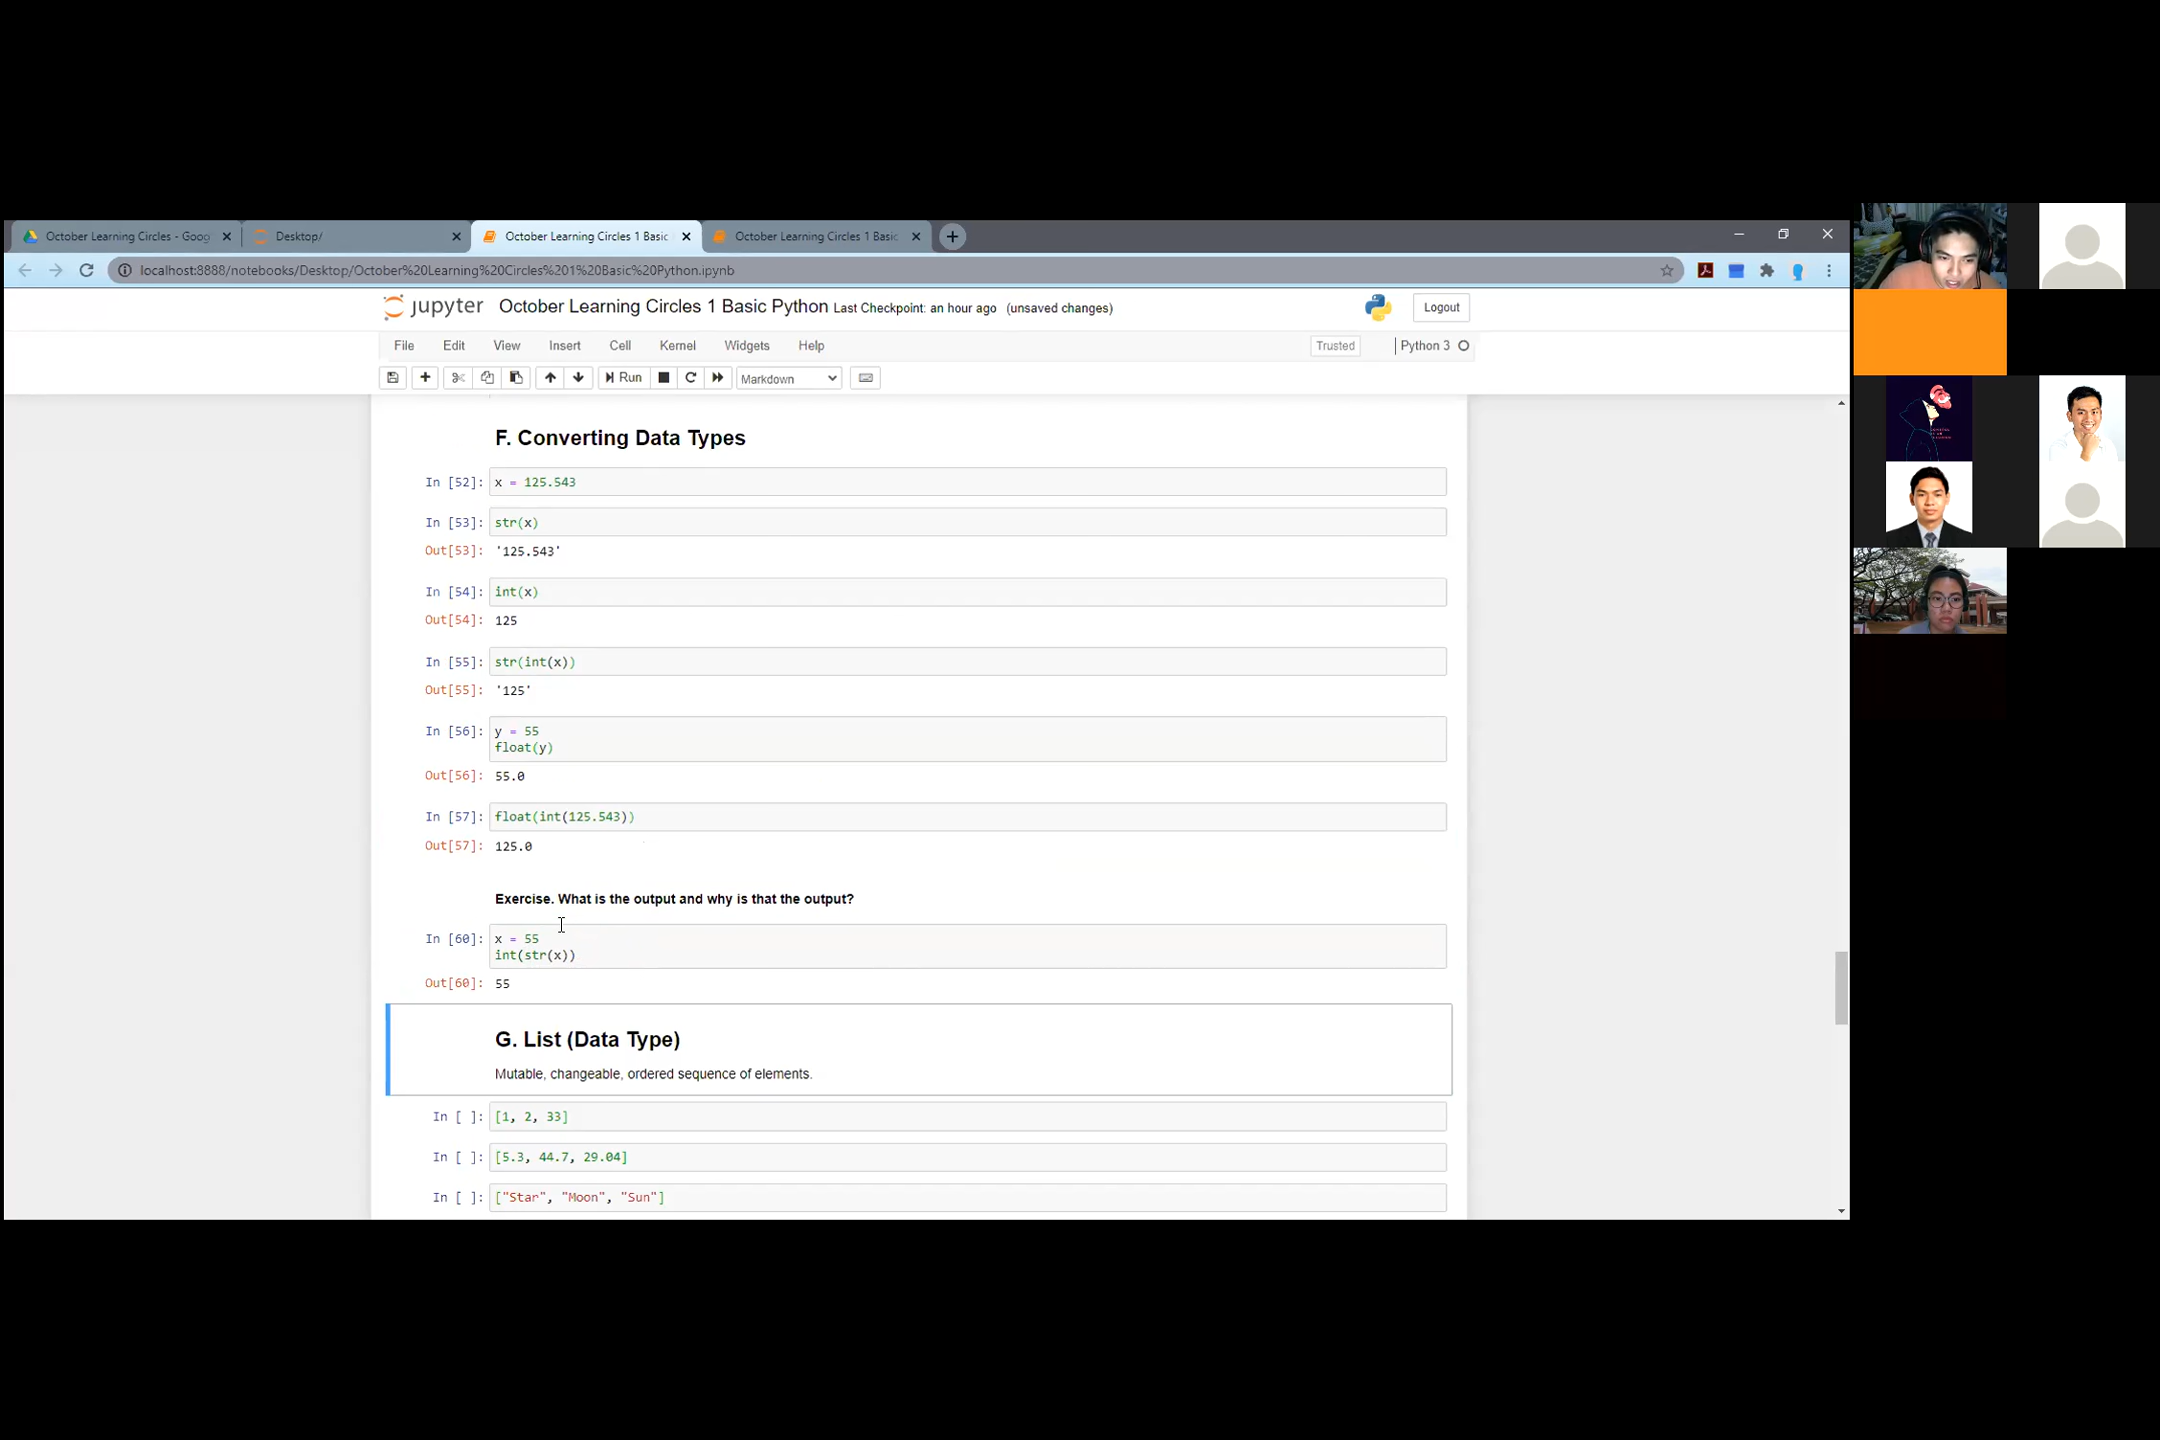 October Learning Circles - Goog
Desktop/
October Learning Circles 1 Basic
October Learning Circles 1 Basic
localhost:8888/notebooks/Desktop/October%20Learning%20Circles%201%20Basic%20Python.ipynb
jupyter October Learning Circles 1 Basic Python Last Checkpoint: an hour ago (unsaved changes)
Logout
File Edit View Insert Cell Kernel Widgets Help
Trusted
Python 3
Run
Markdown
F. Converting Data Types
In [52]: x = 125.543
In [53]: str(x)
Out[53]: '125.543'
In [54]: int(x)
Out[54]: 125
In [55]: str(int(x))
Out[55]: '125'
In [56]: y = 55
float(y)
Out[56]: 55.0
In [57]: float(int(125.543))
Out[57]: 125.0
Exercise. What is the output and why is that the output?
In [60]: x = 55
int(str(x))
Out[60]: 55
G. List (Data Type)
Mutable, changeable, ordered sequence of elements.
In [ ]: [1, 2, 33]
In [ ]: [5.3, 44.7, 29.04]
In [ ]: ["Star", "Moon", "Sun"]